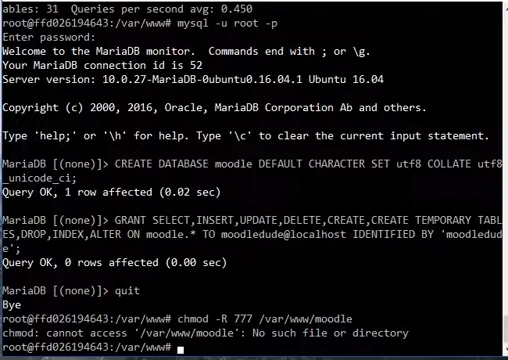 ables: 31  Queries per second avg: 0.450
root@ffd026194643:/var/www# mysql -u root -p
Enter password:
Welcome to the MariaDB monitor.  Commands end with ; or \g.
Your MariaDB connection id is 52
Server version: 10.0.27-MariaDB-0ubuntu0.16.04.1 Ubuntu 16.04
Copyright (c) 2000, 2016, Oracle, MariaDB Corporation Ab and others.
Type 'help;' or '\h' for help. Type '\c' to clear the current input statement.
MariaDB [(none)]> CREATE DATABASE moodle DEFAULT CHARACTER SET utf8 COLLATE utf8
_unicode_ci;
Query OK, 1 row affected (0.02 sec)
MariaDB [(none)]> GRANT SELECT,INSERT,UPDATE,DELETE,CREATE,CREATE TEMPORARY TABL
ES,DROP,INDEX,ALTER ON moodle.* TO moodledude@localhost IDENTIFIED BY 'moodledud
e';
Query OK, 0 rows affected (0.00 sec)
MariaDB [(none)]> quit
Bye
root@ffd026194643:/var/www# chmod -R 777 /var/www/moodle
chmod: cannot access '/var/www/moodle': No such file or directory
root@ffd026194643:/var/www#